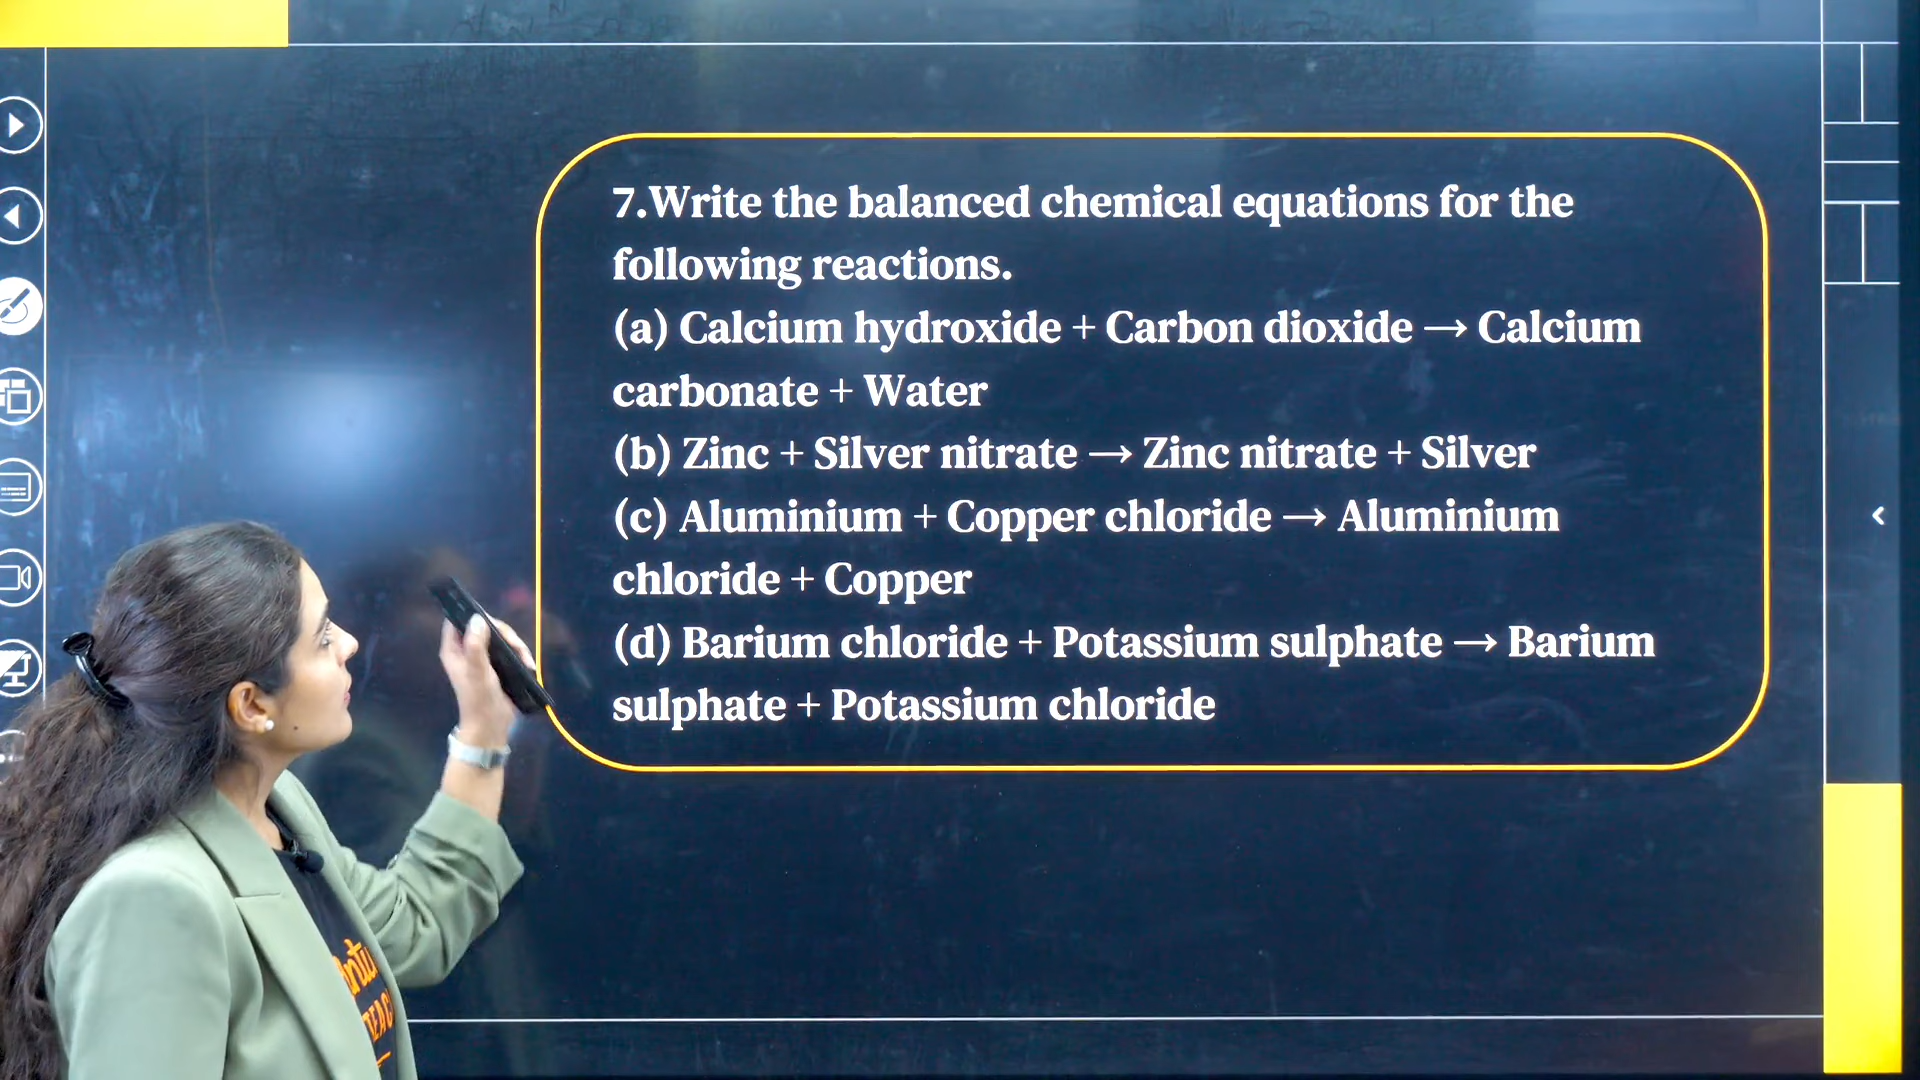 7.Write the balanced chemical equations for the
following reactions.
(a) Calcium hydroxide + Carbon dioxide → Calcium
carbonate + Water
(b) Zinc + Silver nitrate → Zinc nitrate + Silver
(c) Aluminium + Copper chloride → Aluminium
chloride + Copper
(d) Barium chloride + Potassium sulphate → Barium
sulphate + Potassium chloride